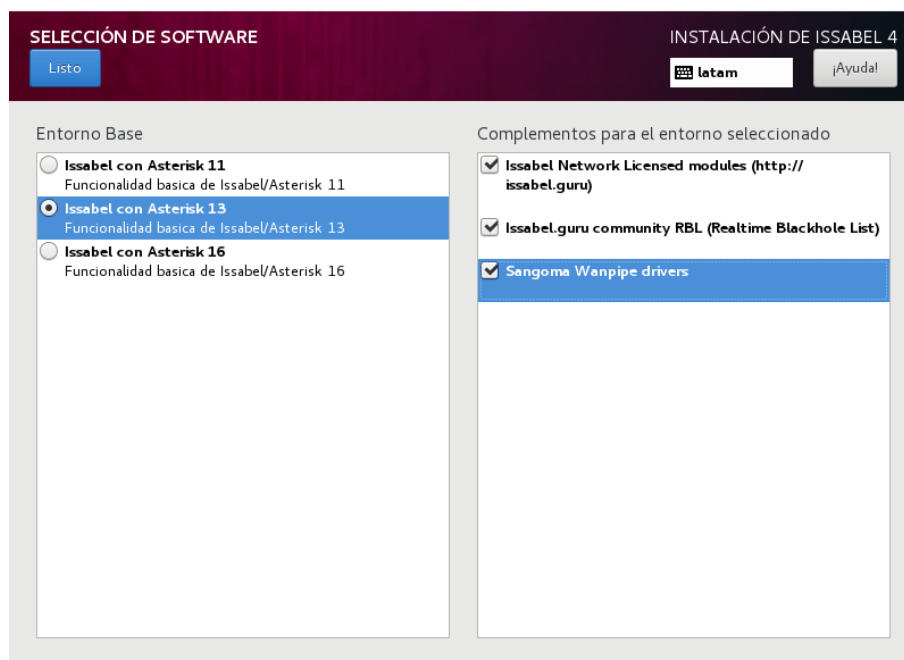 SELECCIÓN DE SOFTWARE
INSTALACIÓN DE ISSABEL 4
Listo
latam
¡Ayuda!
Entorno Base
Issabel con Asterisk 11
Funcionalidad basica de Issabel/Asterisk 11
Issabel con Asterisk 13
Funcionalidad basica de Issabel/Asterisk 13
Issabel con Asterisk 16
Funcionalidad basica de Issabel/Asterisk 16
Complementos para el entorno seleccionado
Issabel Network Licensed modules (http://
issabel.guru)
Issabel.guru community RBL (Realtime Blackhole List)
Sangoma Wanpipe drivers